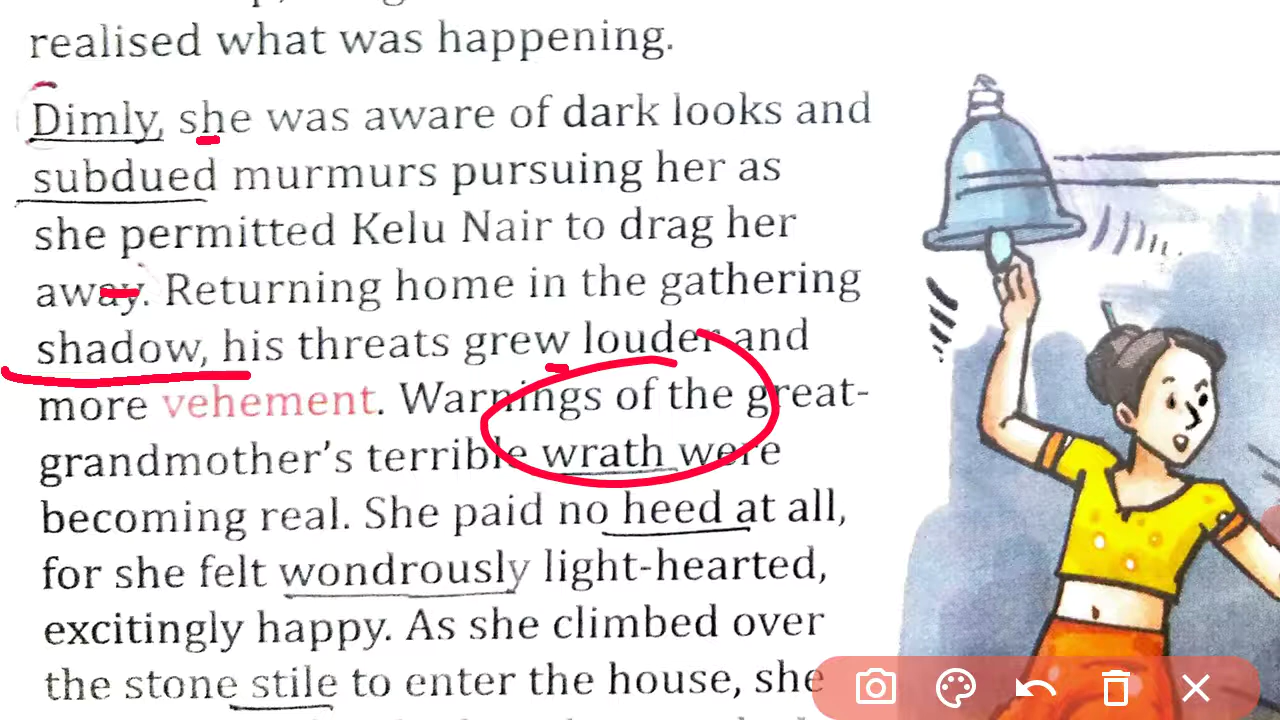 realised what was happening.
Dimly, she was aware of dark looks and
subdued murmurs pursuing her as
she permitted Kelu Nair to drag her
away. Returning home in the gathering
shadow, his threats grew louder and
more vehement. Warnings of the great-
grandmother's terrible wrath were
becoming real. She paid no heed at all,
for she felt wondrously light-hearted,
excitingly happy. As she climbed over
the stone stile to enter the house, she